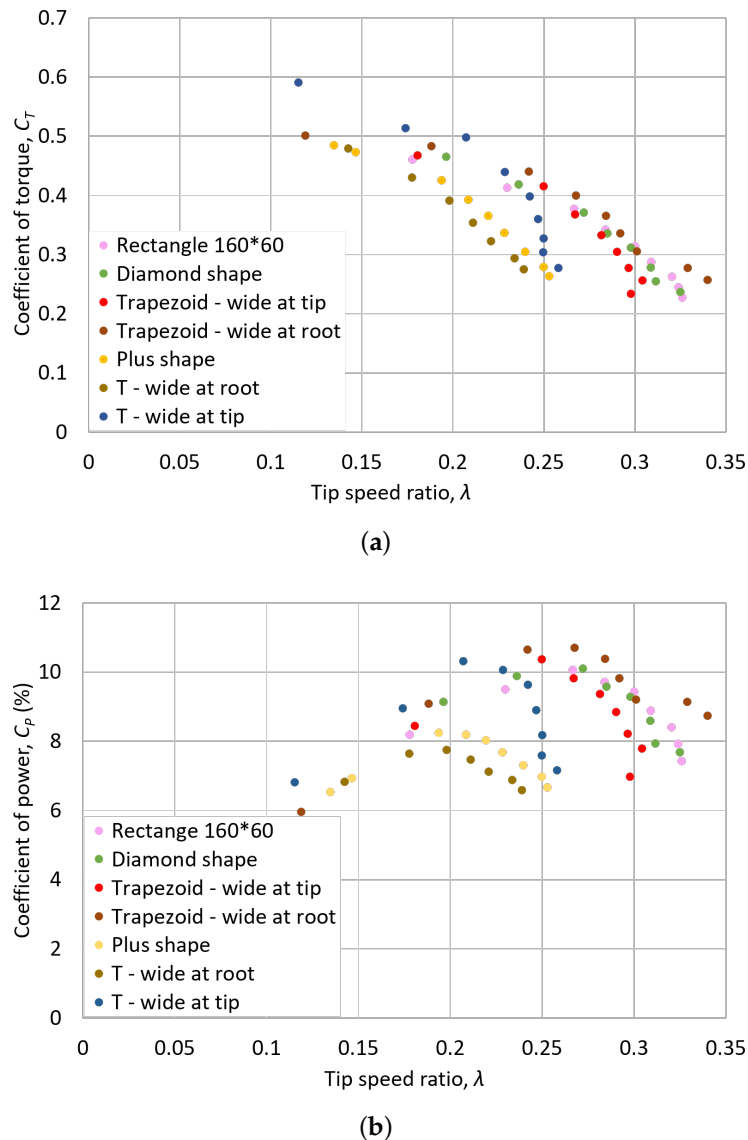 0.7
0.6
0.5
0.4
0.3
0.2
0.1
0
Coefficient of torque, C_T
Rectangle 160*60
Diamond shape
Trapezoid - wide at tip
Trapezoid - wide at root
Plus shape
T - wide at root
T - wide at tip
0 0.05 0.1 0.15 0.2 0.25 0.3 0.35
Tip speed ratio, λ
(a)
12
10
8
6
4
2
0
Coefficient of power, C_P (%)
Rectange 160*60
Diamond shape
Trapezoid - wide at tip
Trapezoid - wide at root
Plus shape
T - wide at root
T - wide at tip
0 0.05 0.1 0.15 0.2 0.25 0.3 0.35
Tip speed ratio, λ
(b)